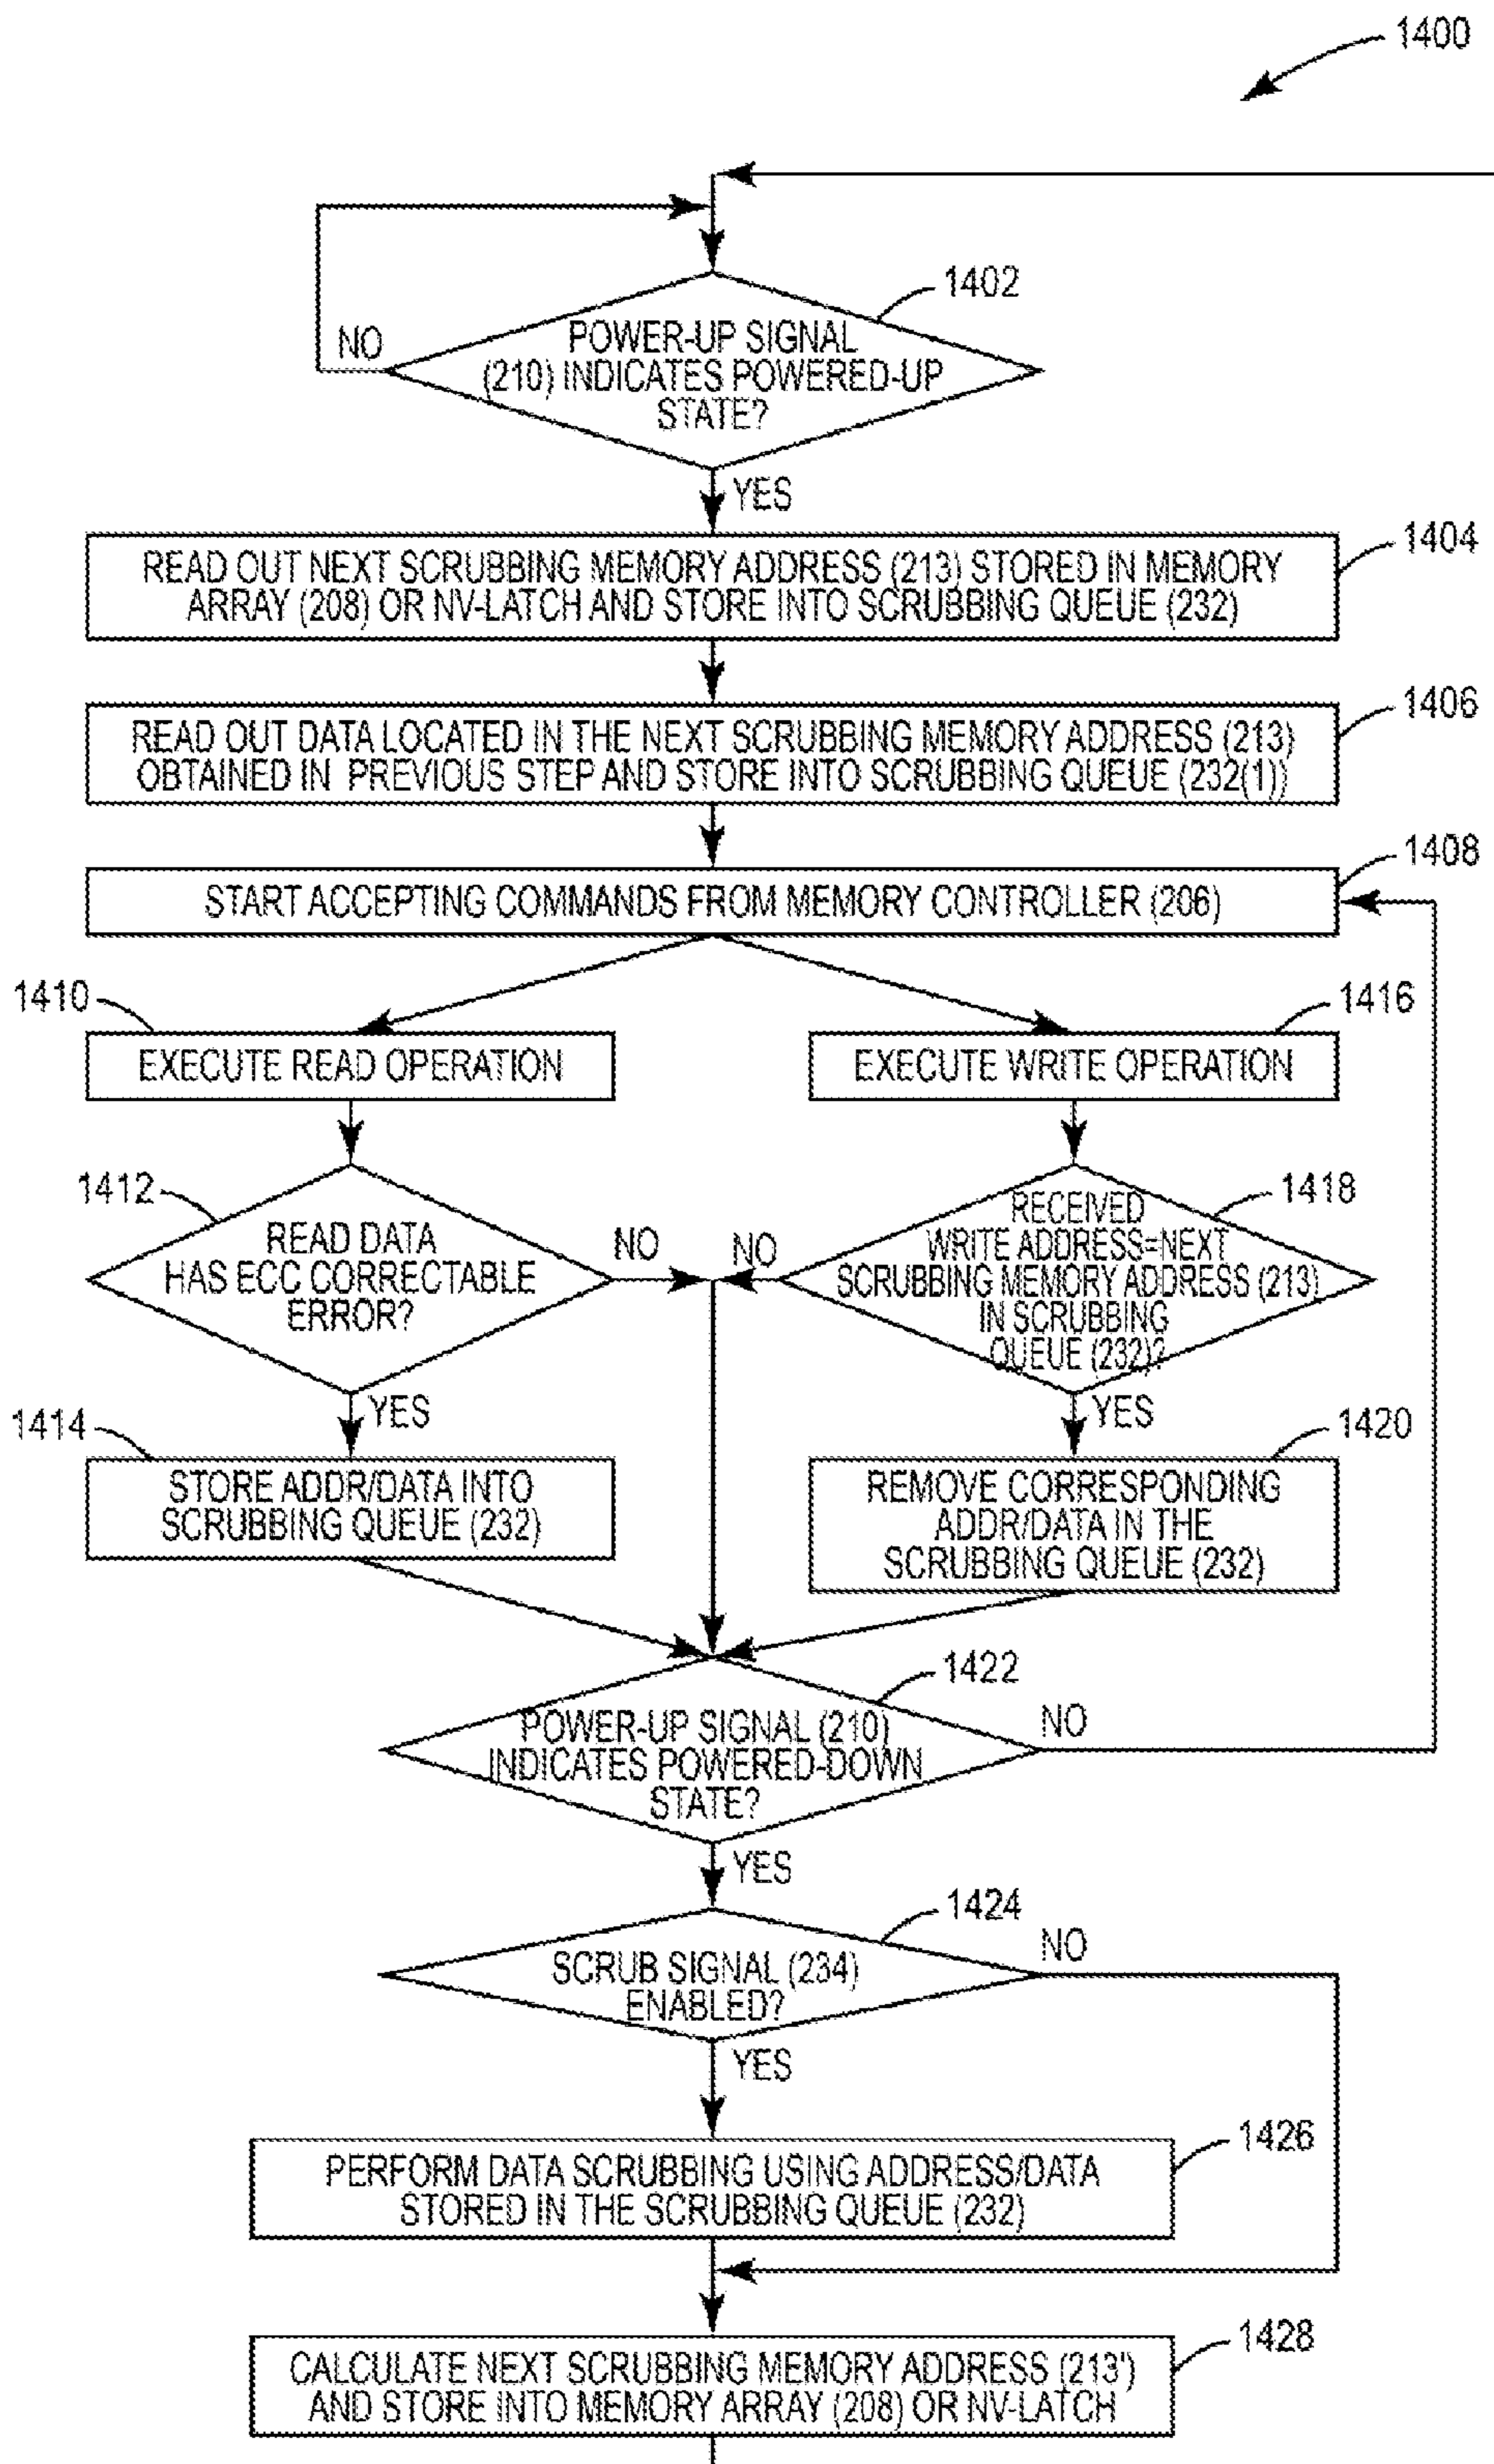 1400
1402
POWER-UP SIGNAL
(210) INDICATES POWERED-UP
STATE?
NO
YES
1404
READ OUT NEXT SCRUBBING MEMORY ADDRESS (213) STORED IN MEMORY
ARRAY (208) OR NV-LATCH AND STORE INTO SCRUBBING QUEUE (232)
1406
READ OUT DATA LOCATED IN THE NEXT SCRUBBING MEMORY ADDRESS (213)
OBTAINED IN PREVIOUS STEP AND STORE INTO SCRUBBING QUEUE (232(1))
1408
START ACCEPTING COMMANDS FROM MEMORY CONTROLLER (206)
1410
EXECUTE READ OPERATION
1416
EXECUTE WRITE OPERATION
1412
READ DATA
HAS ECC CORRECTABLE
ERROR?
NO
NO
1418
RECEIVED
WRITE ADDRESS=NEXT
SCRUBBING MEMORY ADDRESS (213)
IN SCRUBBING
QUEUE (232)?
YES
YES
1414
STORE ADDR/DATA INTO
SCRUBBING QUEUE (232)
1420
REMOVE CORRESPONDING
ADDR/DATA IN THE
SCRUBBING QUEUE (232)
1422
POWER-UP SIGNAL (210)
INDICATES POWERED-DOWN
STATE?
NO
YES
1424
SCRUB SIGNAL (234)
ENABLED?
NO
YES
1426
PERFORM DATA SCRUBBING USING ADDRESS/DATA
STORED IN THE SCRUBBING QUEUE (232)
1428
CALCULATE NEXT SCRUBBING MEMORY ADDRESS (213')
AND STORE INTO MEMORY ARRAY (208) OR NV-LATCH